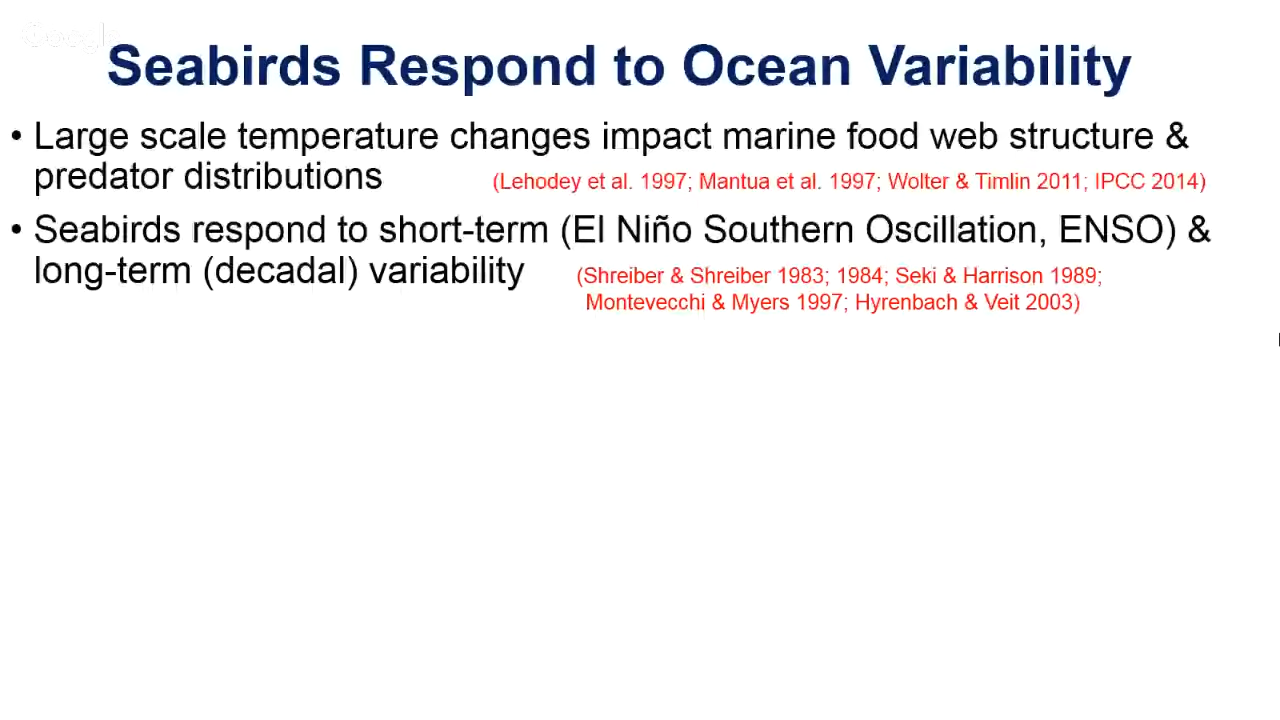 Google
Seabirds Respond to Ocean Variability
• Large scale temperature changes impact marine food web structure &
predator distributions (Lehodey et al. 1997; Mantua et al. 1997; Wolter & Timlin 2011; IPCC 2014)
• Seabirds respond to short-term (El Niño Southern Oscillation, ENSO) &
long-term (decadal) variability (Shreiber & Shreiber 1983; 1984; Seki & Harrison 1989;
Montevecchi & Myers 1997; Hyrenbach & Veit 2003)